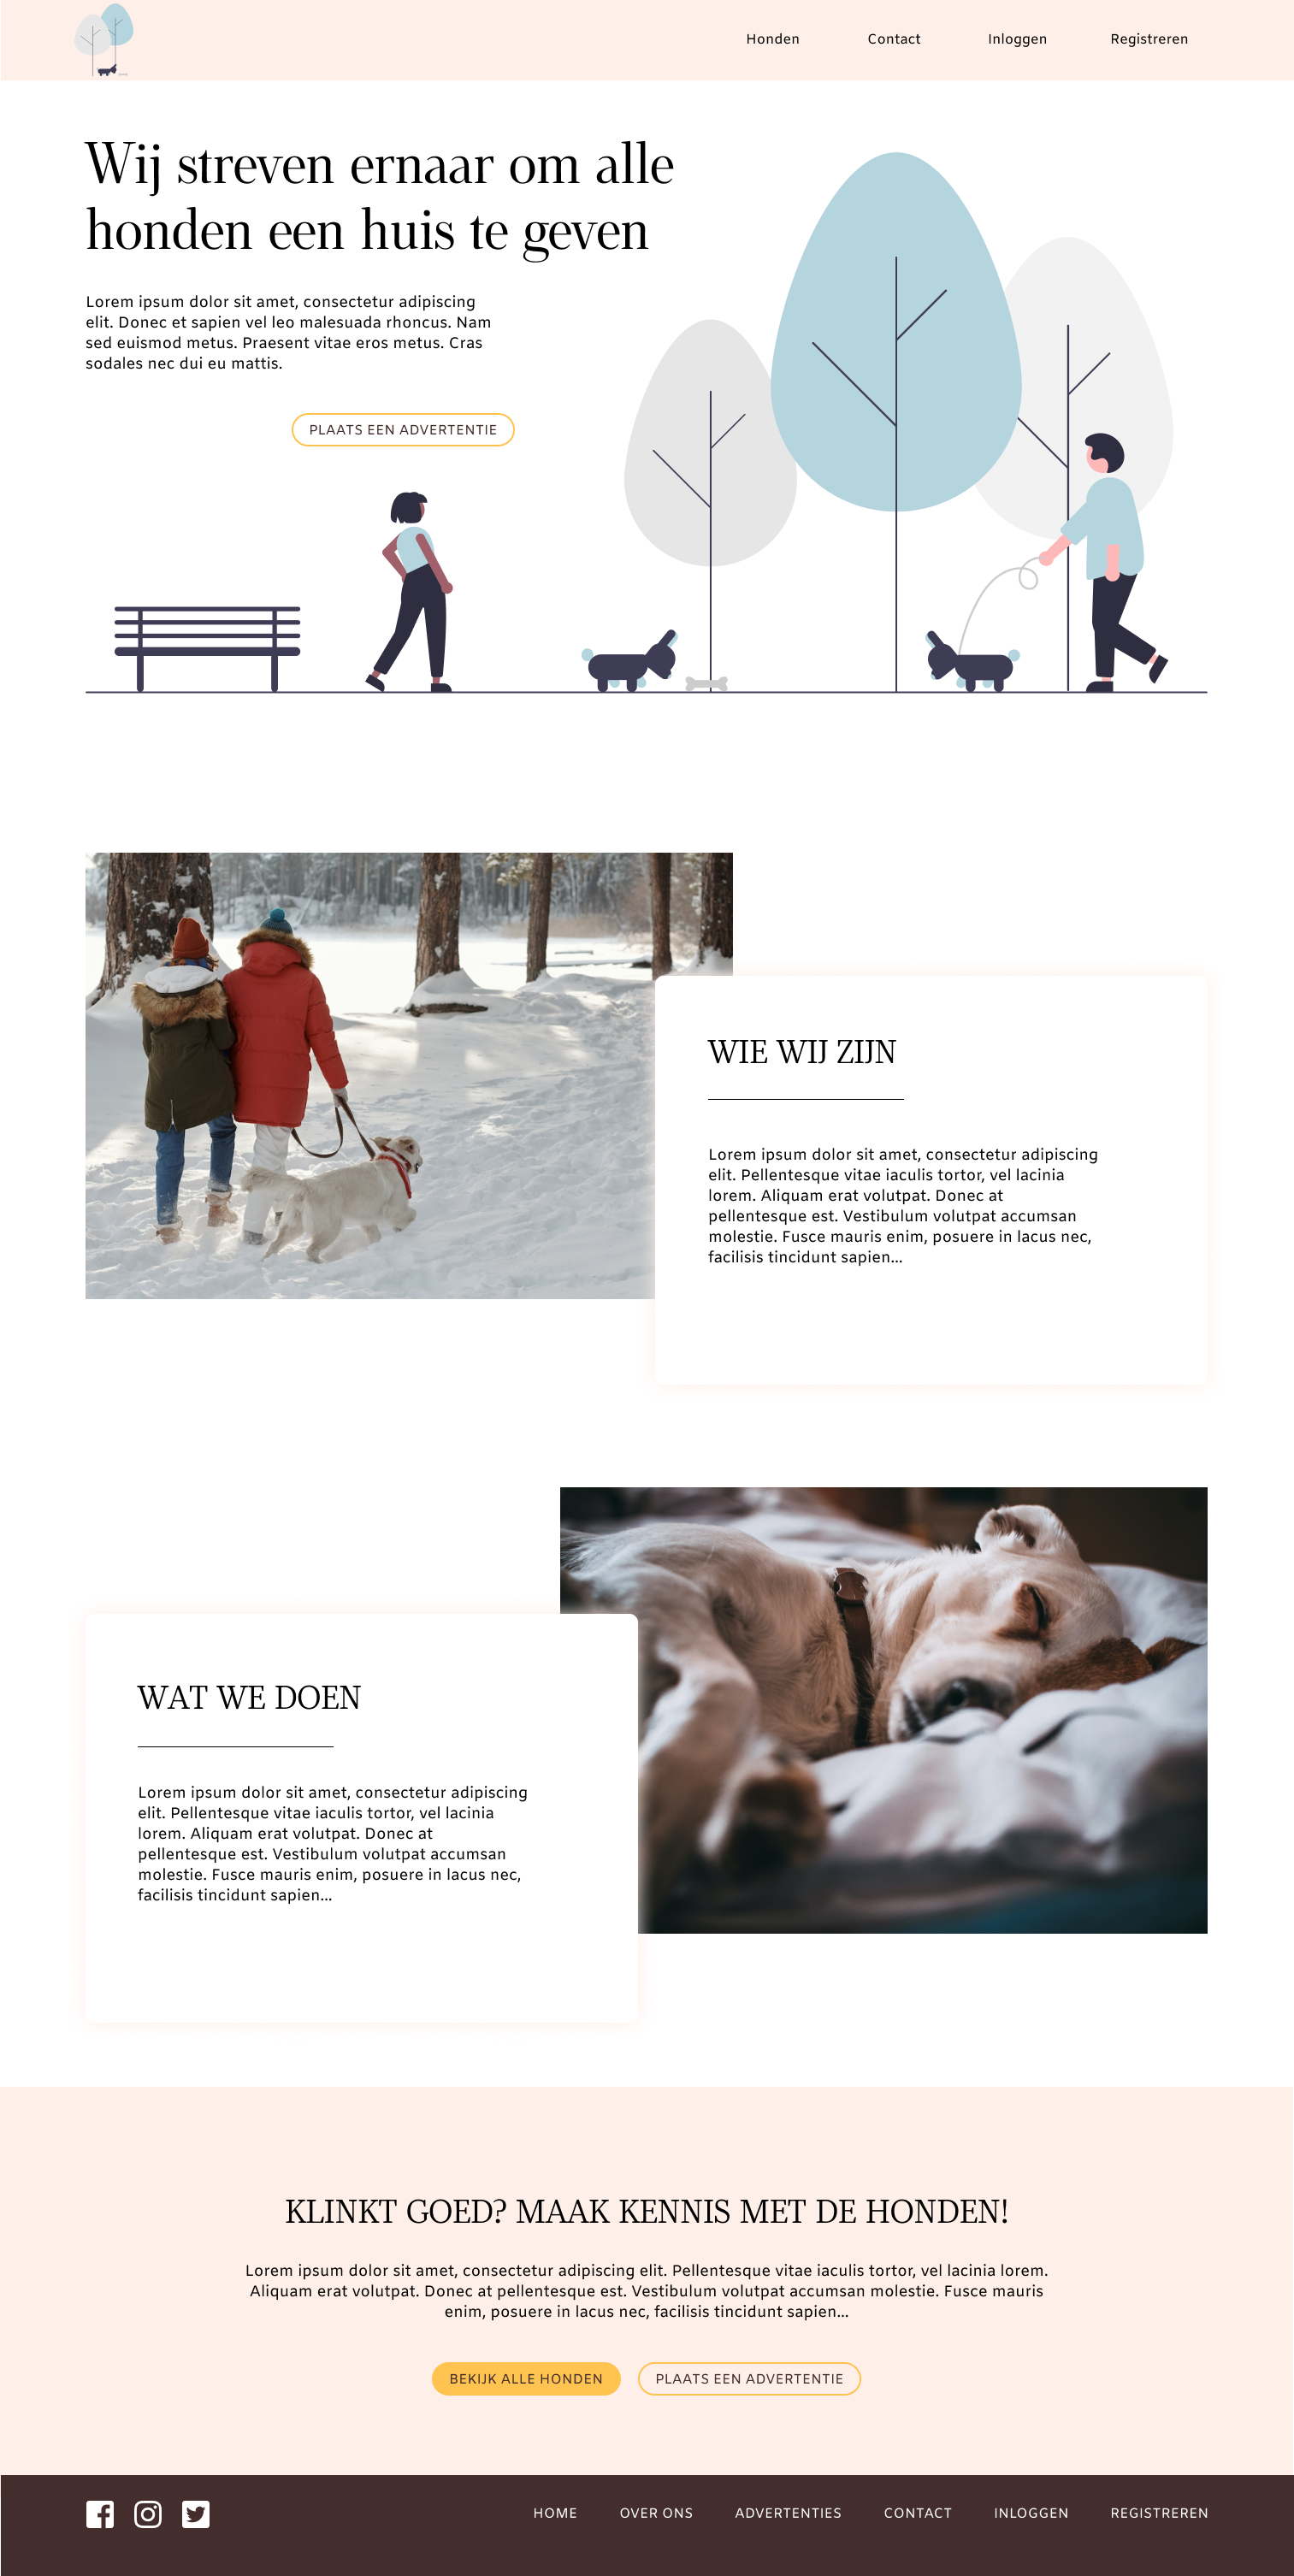 Honden Contact Inloggen Registreren
Wij streven ernaar om alle
honden een huis te geven
Lorem ipsum dolor sit amet, consectetur adipiscing
elit. Donec et sapien vel leo malesuada rhoncus. Nam
sed euismod metus. Praesent vitae eros metus. Cras
sodales nec dui eu mattis.
PLAATS EEN ADVERTENTIE
WIE WIJ ZIJN
Lorem ipsum dolor sit amet, consectetur adipiscing
elit. Pellentesque vitae iaculis tortor, vel lacinia
lorem. Aliquam erat volutpat. Donec at
pellentesque est. Vestibulum volutpat accumsan
molestie. Fusce mauris enim, posuere in lacus nec,
facilisis tincidunt sapien...
WAT WE DOEN
Lorem ipsum dolor sit amet, consectetur adipiscing
elit. Pellentesque vitae iaculis tortor, vel lacinia
lorem. Aliquam erat volutpat. Donec at
pellentesque est. Vestibulum volutpat accumsan
molestie. Fusce mauris enim, posuere in lacus nec,
facilisis tincidunt sapien...
KLINKT GOED? MAAK KENNIS MET DE HONDEN!
Lorem ipsum dolor sit amet, consectetur adipiscing elit. Pellentesque vitae iaculis tortor, vel lacinia lorem.
Aliquam erat volutpat. Donec at pellentesque est. Vestibulum volutpat accumsan molestie. Fusce mauris
enim, posuere in lacus nec, facilisis tincidunt sapien...
BEKIJK ALLE HONDEN PLAATS EEN ADVERTENTIE
HOME OVER ONS ADVERTENTIES CONTACT INLOGGEN REGISTREREN